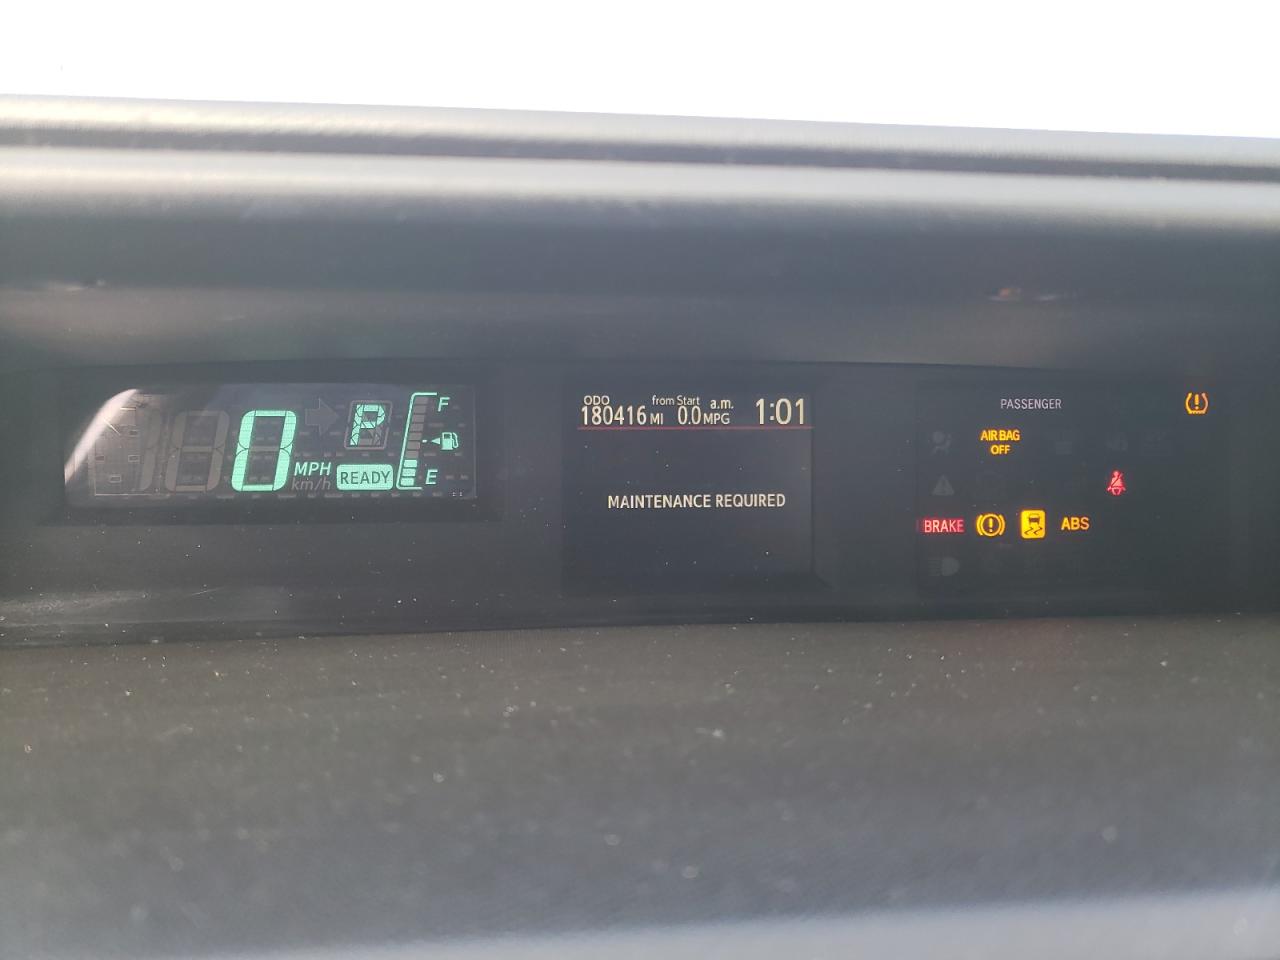 0 MPH
km/h
P
READY
F
E
ODO from Start a.m.
180416 MI 0.0 MPG 1:01
MAINTENANCE REQUIRED
PASSENGER
AIR BAG
OFF
BRAKE ABS